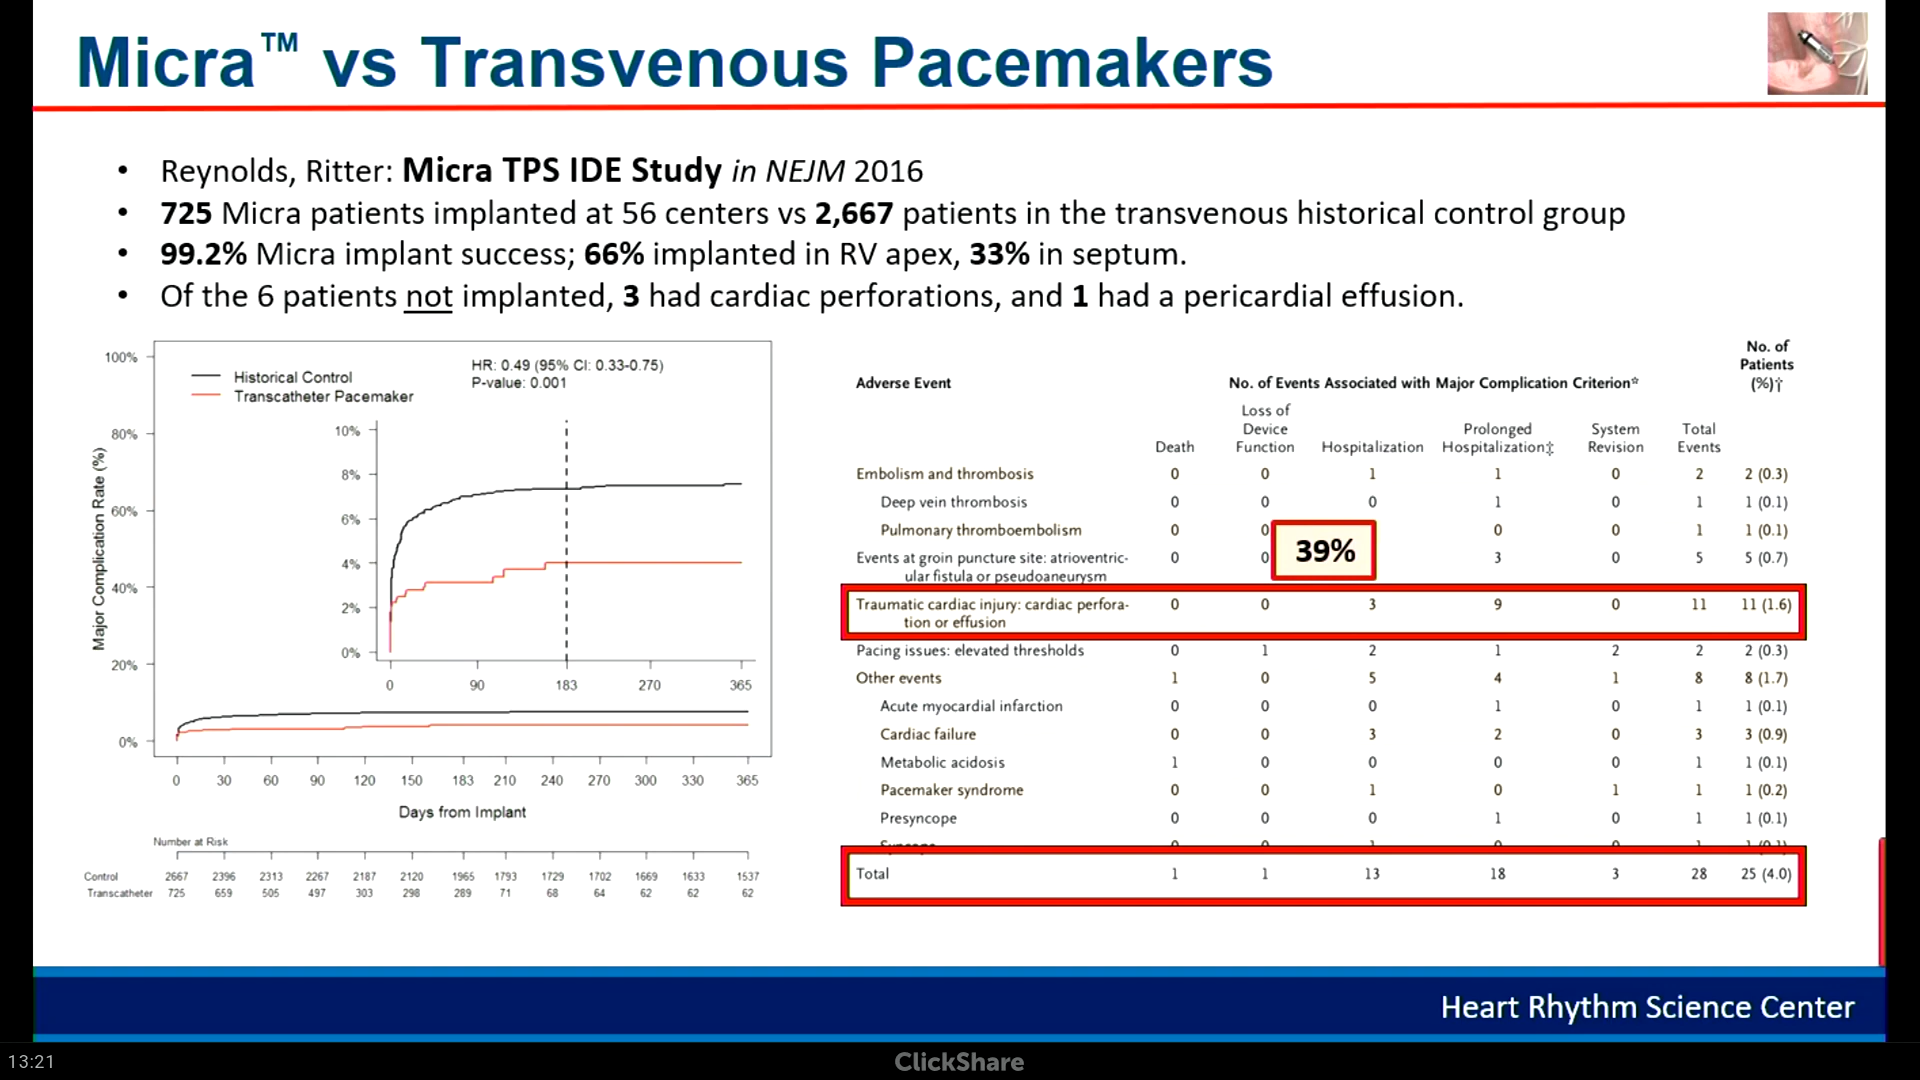 Micra™ vs Transvenous Pacemakers
• Reynolds, Ritter: Micra TPS IDE Study in NEJM 2016
• 725 Micra patients implanted at 56 centers vs 2,667 patients in the transvenous historical control group
• 99.2% Micra implant success; 66% implanted in RV apex, 33% in septum.
• Of the 6 patients not implanted, 3 had cardiac perforations, and 1 had a pericardial effusion.
Historical Control
Transcatheter Pacemaker
HR: 0.49 (95% CI: 0.33-0.75)
P-value: 0.001
Major Complication Rate (%)
100%
80%
60%
40%
20%
0%
10%
8%
6%
4%
2%
0%
0 90 183 270 365
0 30 60 90 120 150 183 210 240 270 300 330 365
Days from Implant
Number at Risk
Control 2667 2396 2313 2267 2187 2120 1965 1793 1729 1702 1669 1633 1537
Transcatheter 725 659 505 497 303 298 289 71 68 64 62 62 62
Adverse Event No. of Events Associated with Major Complication Criterion* No. of Patients (%)†
Death Loss of Device Function Hospitalization Prolonged Hospitalization‡ System Revision Total Events
Embolism and thrombosis 0 0 1 1 0 2 2 (0.3)
Deep vein thrombosis 0 0 0 1 0 1 1 (0.1)
Pulmonary thromboembolism 0 0 0 0 1 1 (0.1)
39%
Events at groin puncture site: atrioventric-
ular fistula or pseudoaneurysm 0 0 3 0 5 5 (0.7)
Traumatic cardiac injury: cardiac perfora-
tion or effusion 0 0 3 9 0 11 11 (1.6)
Pacing issues: elevated thresholds 0 1 2 1 2 2 2 (0.3)
Other events 1 0 5 4 1 8 8 (1.7)
Acute myocardial infarction 0 0 0 1 0 1 1 (0.1)
Cardiac failure 0 0 3 2 0 3 3 (0.9)
Metabolic acidosis 1 0 0 0 0 1 1 (0.1)
Pacemaker syndrome 0 0 1 0 1 1 1 (0.2)
Presyncope 0 0 0 1 0 1 1 (0.1)
Total 1 1 13 18 3 28 25 (4.0)
Heart Rhythm Science Center
13:21
ClickShare